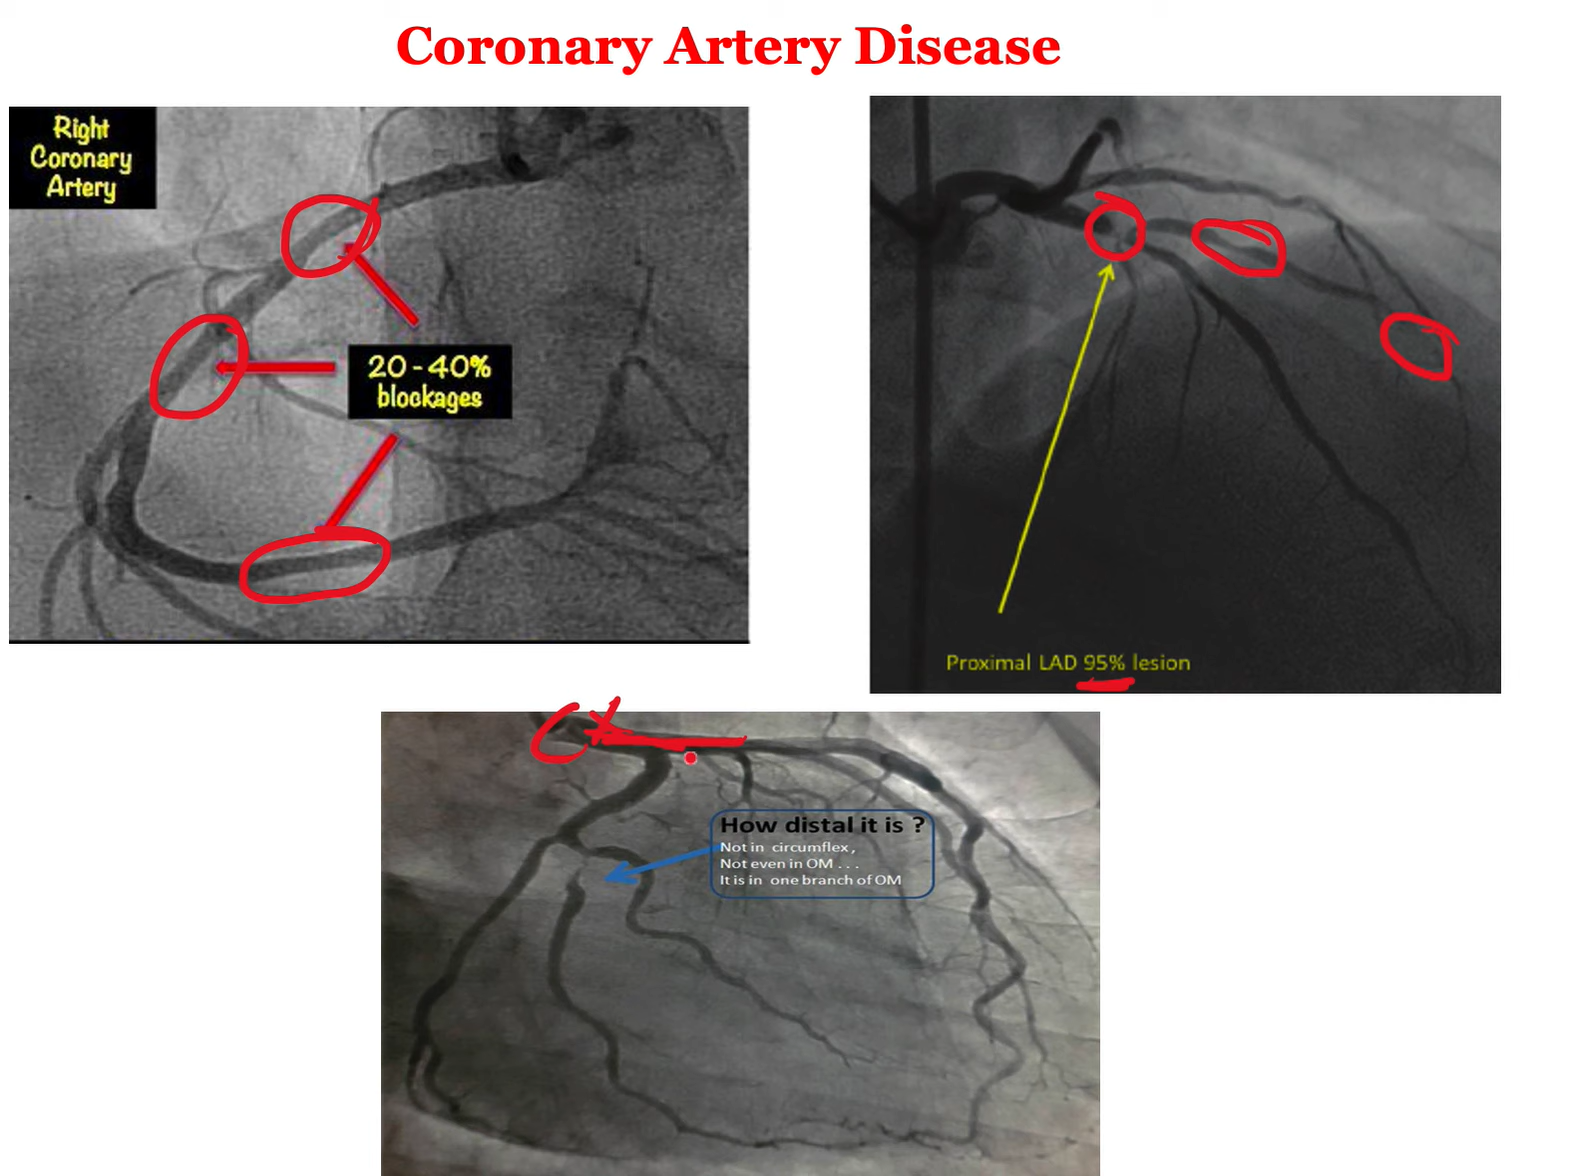 Coronary Artery Disease
Right
Coronary
Artery
20-40%
blockages
Proximal LAD 95% lesion
How distal it is ?
Not in circumflex,
Not even in OM . . .
It is in one branch of OM